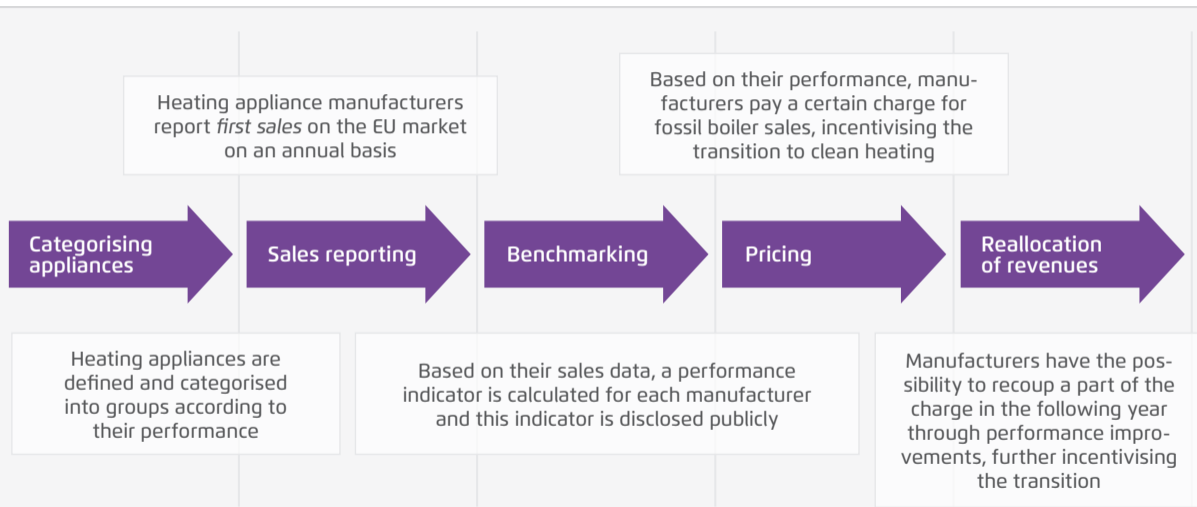 Heating appliance manufacturers
report first sales on the EU market
on an annual basis
Based on their performance, manu-
facturers pay a certain charge for
fossil boiler sales, incentivising the
transition to clean heating
Categorising
appliances
Sales reporting
Benchmarking
Pricing
Reallocation
of revenues
Heating appliances are
defined and categorised
into groups according to
their performance
Based on their sales data, a performance
indicator is calculated for each manufacturer
and this indicator is disclosed publicly
Manufacturers have the pos-
sibility to recoup a part of the
charge in the following year
through performance impro-
vements, further incentivising
the transition